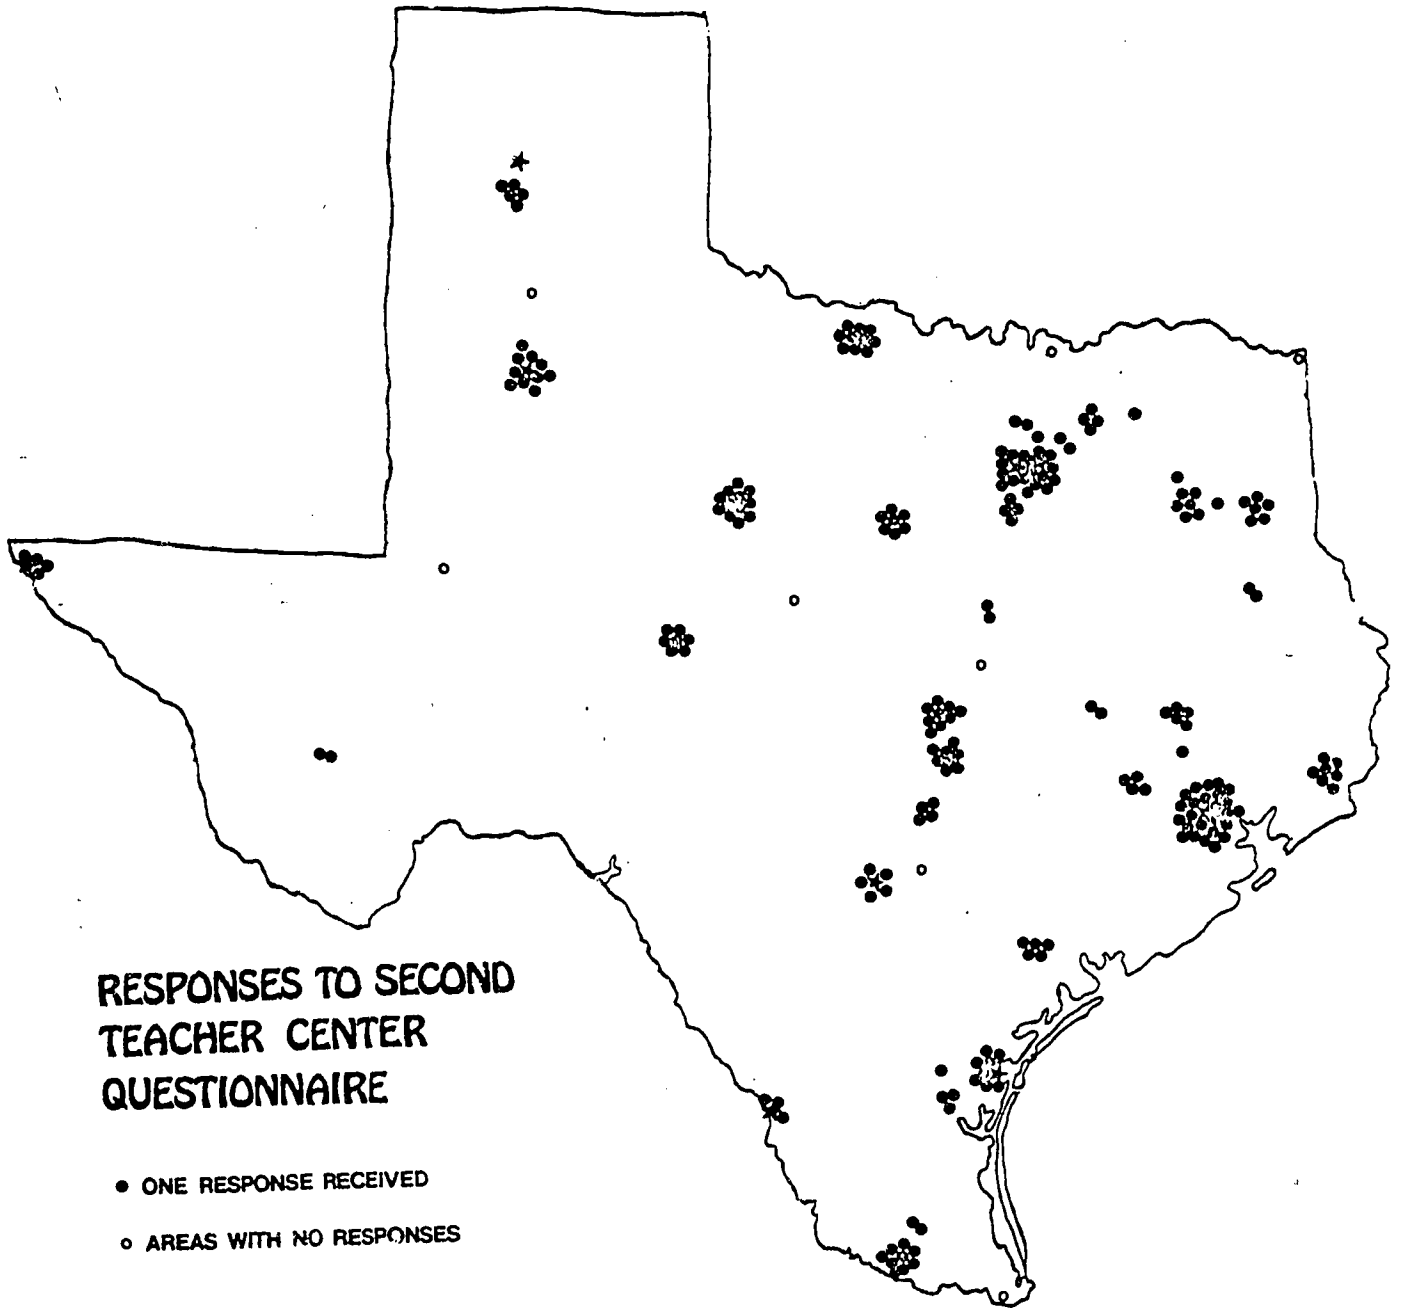 RESPONSES TO SECOND
TEACHER CENTER
QUESTIONNAIRE
ONE RESPONSE RECEIVED
AREAS WITH NO RESPONSES